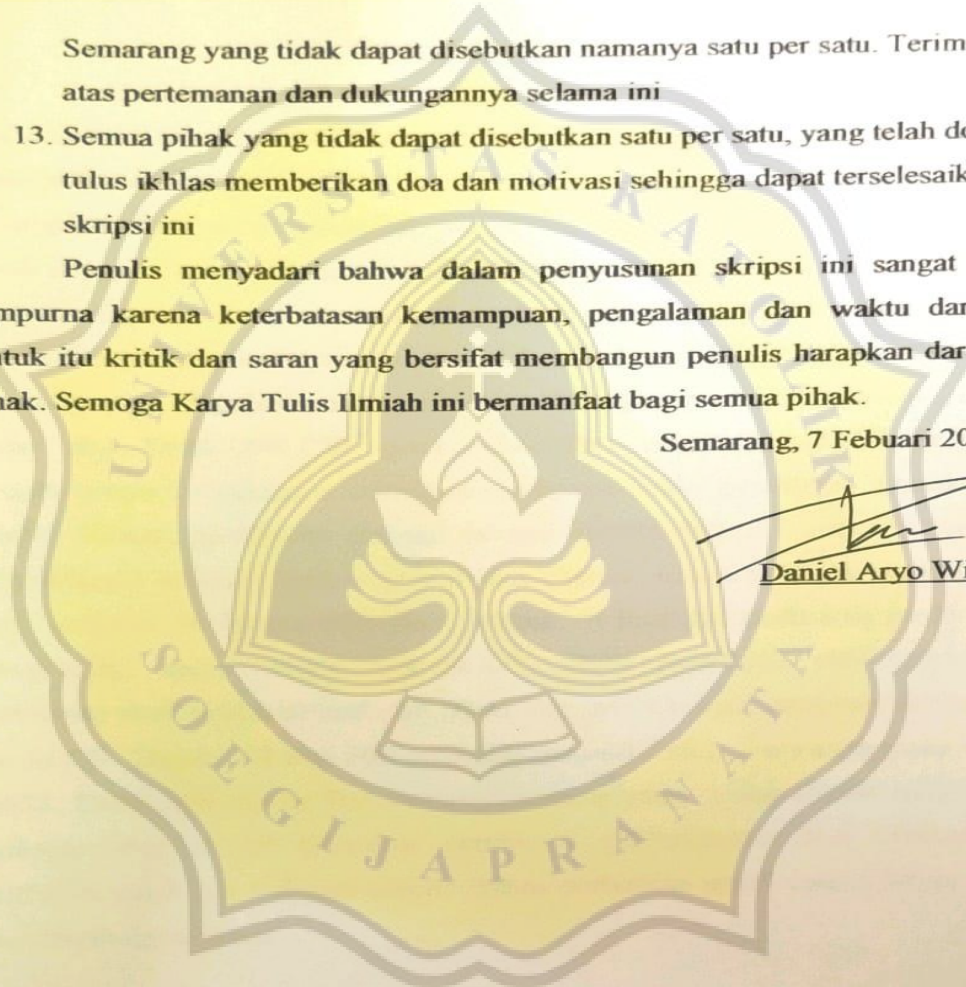 Semarang yang tidak dapat disebutkan namanya satu per satu. Terim
atas pertemanan dan dukungannya selama ini
13. Semua pihak yang tidak dapat disebutkan satu per satu, yang telah de
tulus ikhlas memberikan doa dan motivasi sehingga dapat terselesaik
skripsi ini
Penulis menyadari bahwa dalam penyusunan skripsi ini sangat
mpurna karena keterbatasan kemampuan, pengalaman dan waktu dar
tuk itu kritik dan saran yang bersifat membangun penulis harapkan dar
ak. Semoga Karya Tulis Ilmiah ini bermanfaat bagi semua pihak.
Semarang, 7 Febuari 20
Daniel Aryo W
UNIVERSITAS KATOLIK
SOEGIJAPRANATA